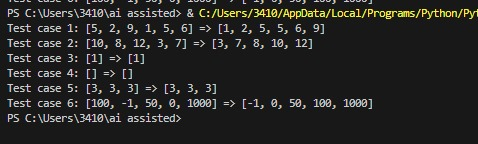 PS C:\Users\3410\ai assisted> & C:/Users/3410/AppData/Local/Programs/Python/Pyt
Test case 1: [5, 2, 9, 1, 5, 6] => [1, 2, 5, 5, 6, 9]
Test case 2: [10, 8, 12, 3, 7] => [3, 7, 8, 10, 12]
Test case 3: [1] => [1]
Test case 4: [] => []
Test case 5: [3, 3, 3] => [3, 3, 3]
Test case 6: [100, -1, 50, 0, 1000] => [-1, 0, 50, 100, 1000]
PS C:\Users\3410\ai assisted>